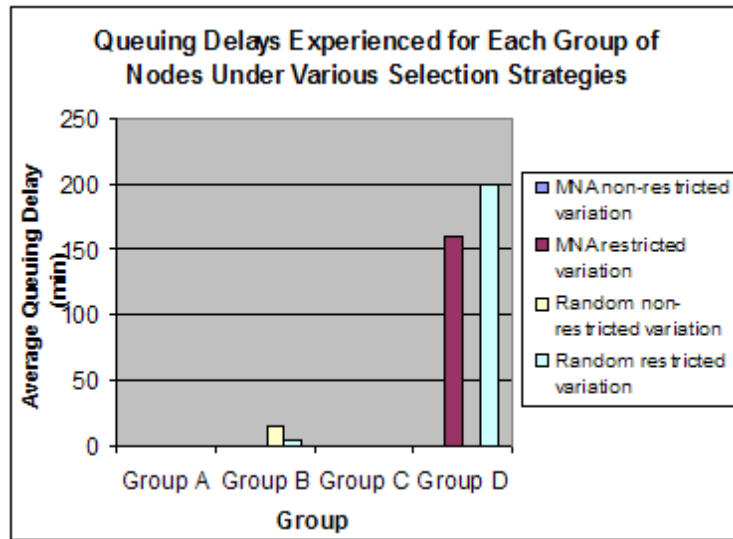 Queuing Delays Experienced for Each Group of
Nodes Under Various Selection Strategies
Average Queuing Delay
(min)
250
200
150
100
50
0
Group A Group B Group C Group D
Group
MNA non-restricted
variation
MNA restricted
variation
Random non-
restricted variation
Random restricted
variation